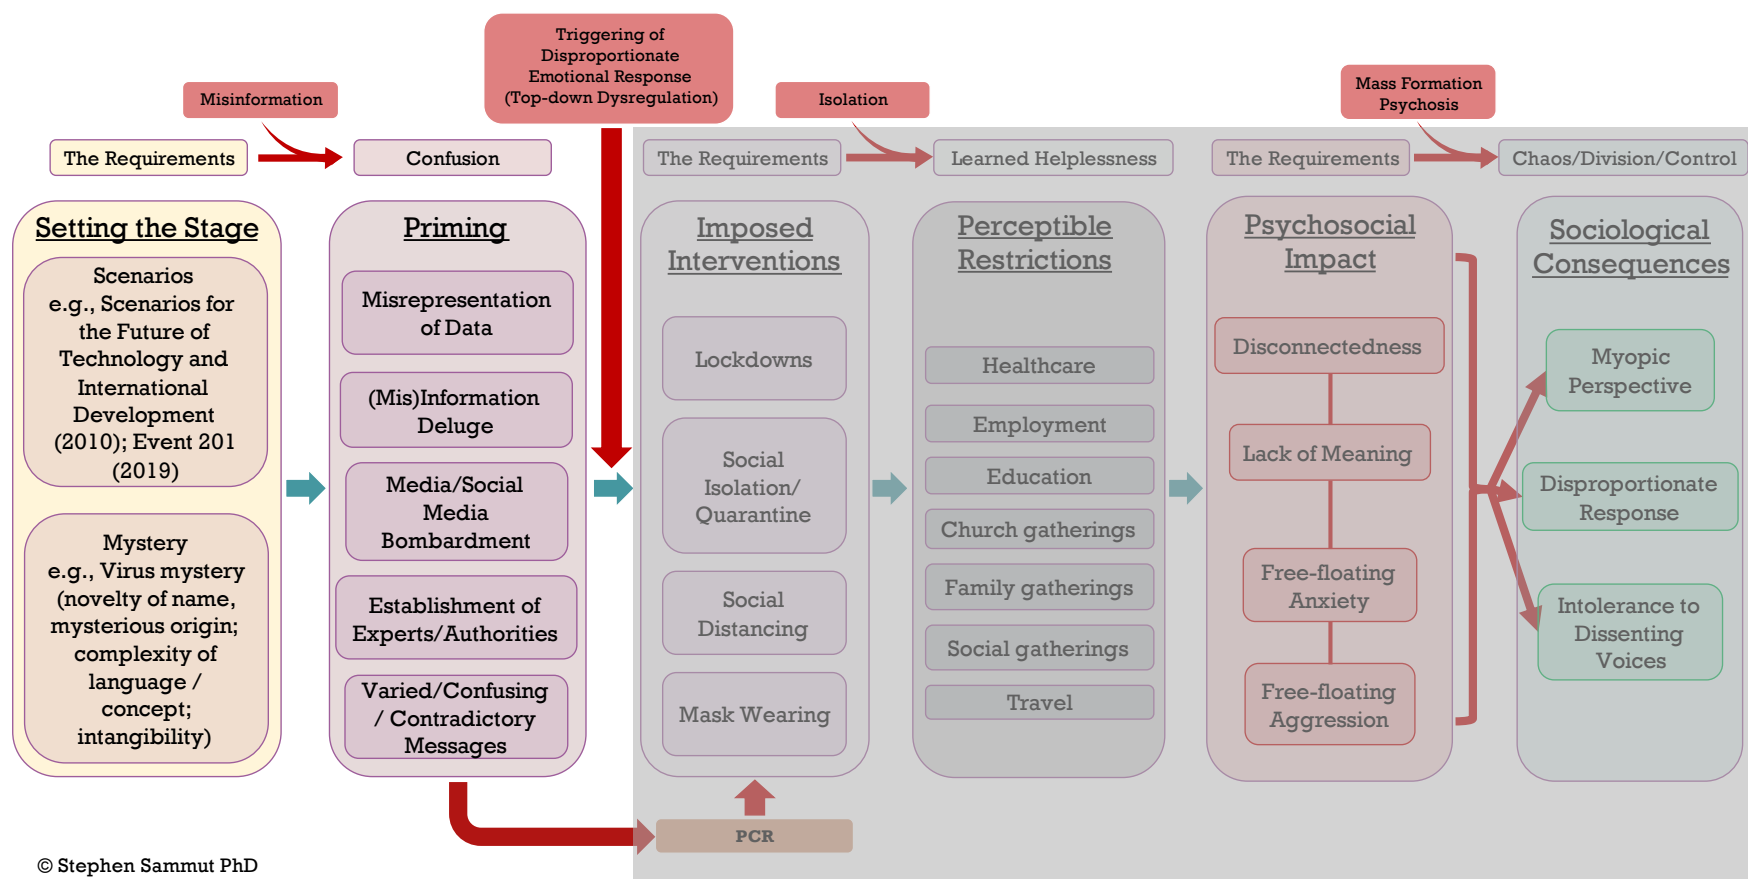 Triggering of
Disproportionate
Emotional Response
(Top-down Dysregulation)
Misinformation
Isolation
Mass Formation
Psychosis
The Requirements
Confusion
The Requirements
Learned Helplessness
The Requirements
Chaos/Division/Control
Setting the Stage
Scenarios
e.g., Scenarios for
the Future of
Technology and
International
Development
(2010); Event 201
(2019)
Mystery
e.g., Virus mystery
(novelty of name,
mysterious origin;
complexity of
language /
concept;
intangibility)
Priming
Misrepresentation
of Data
(Mis)Information
Deluge
Media/Social
Media
Bombardment
Establishment of
Experts/Authorities
Varied/Confusing
/ Contradictory
Messages
Imposed
Interventions
Lockdowns
Social
Isolation/
Quarantine
Social
Distancing
Mask Wearing
PCR
Perceptible
Restrictions
Healthcare
Employment
Education
Church gatherings
Family gatherings
Social gatherings
Travel
Psychosocial
Impact
Disconnectedness
Lack of Meaning
Free-floating
Anxiety
Free-floating
Aggression
Sociological
Consequences
Myopic
Perspective
Disproportionate
Response
Intolerance to
Dissenting
Voices
© Stephen Sammut PhD